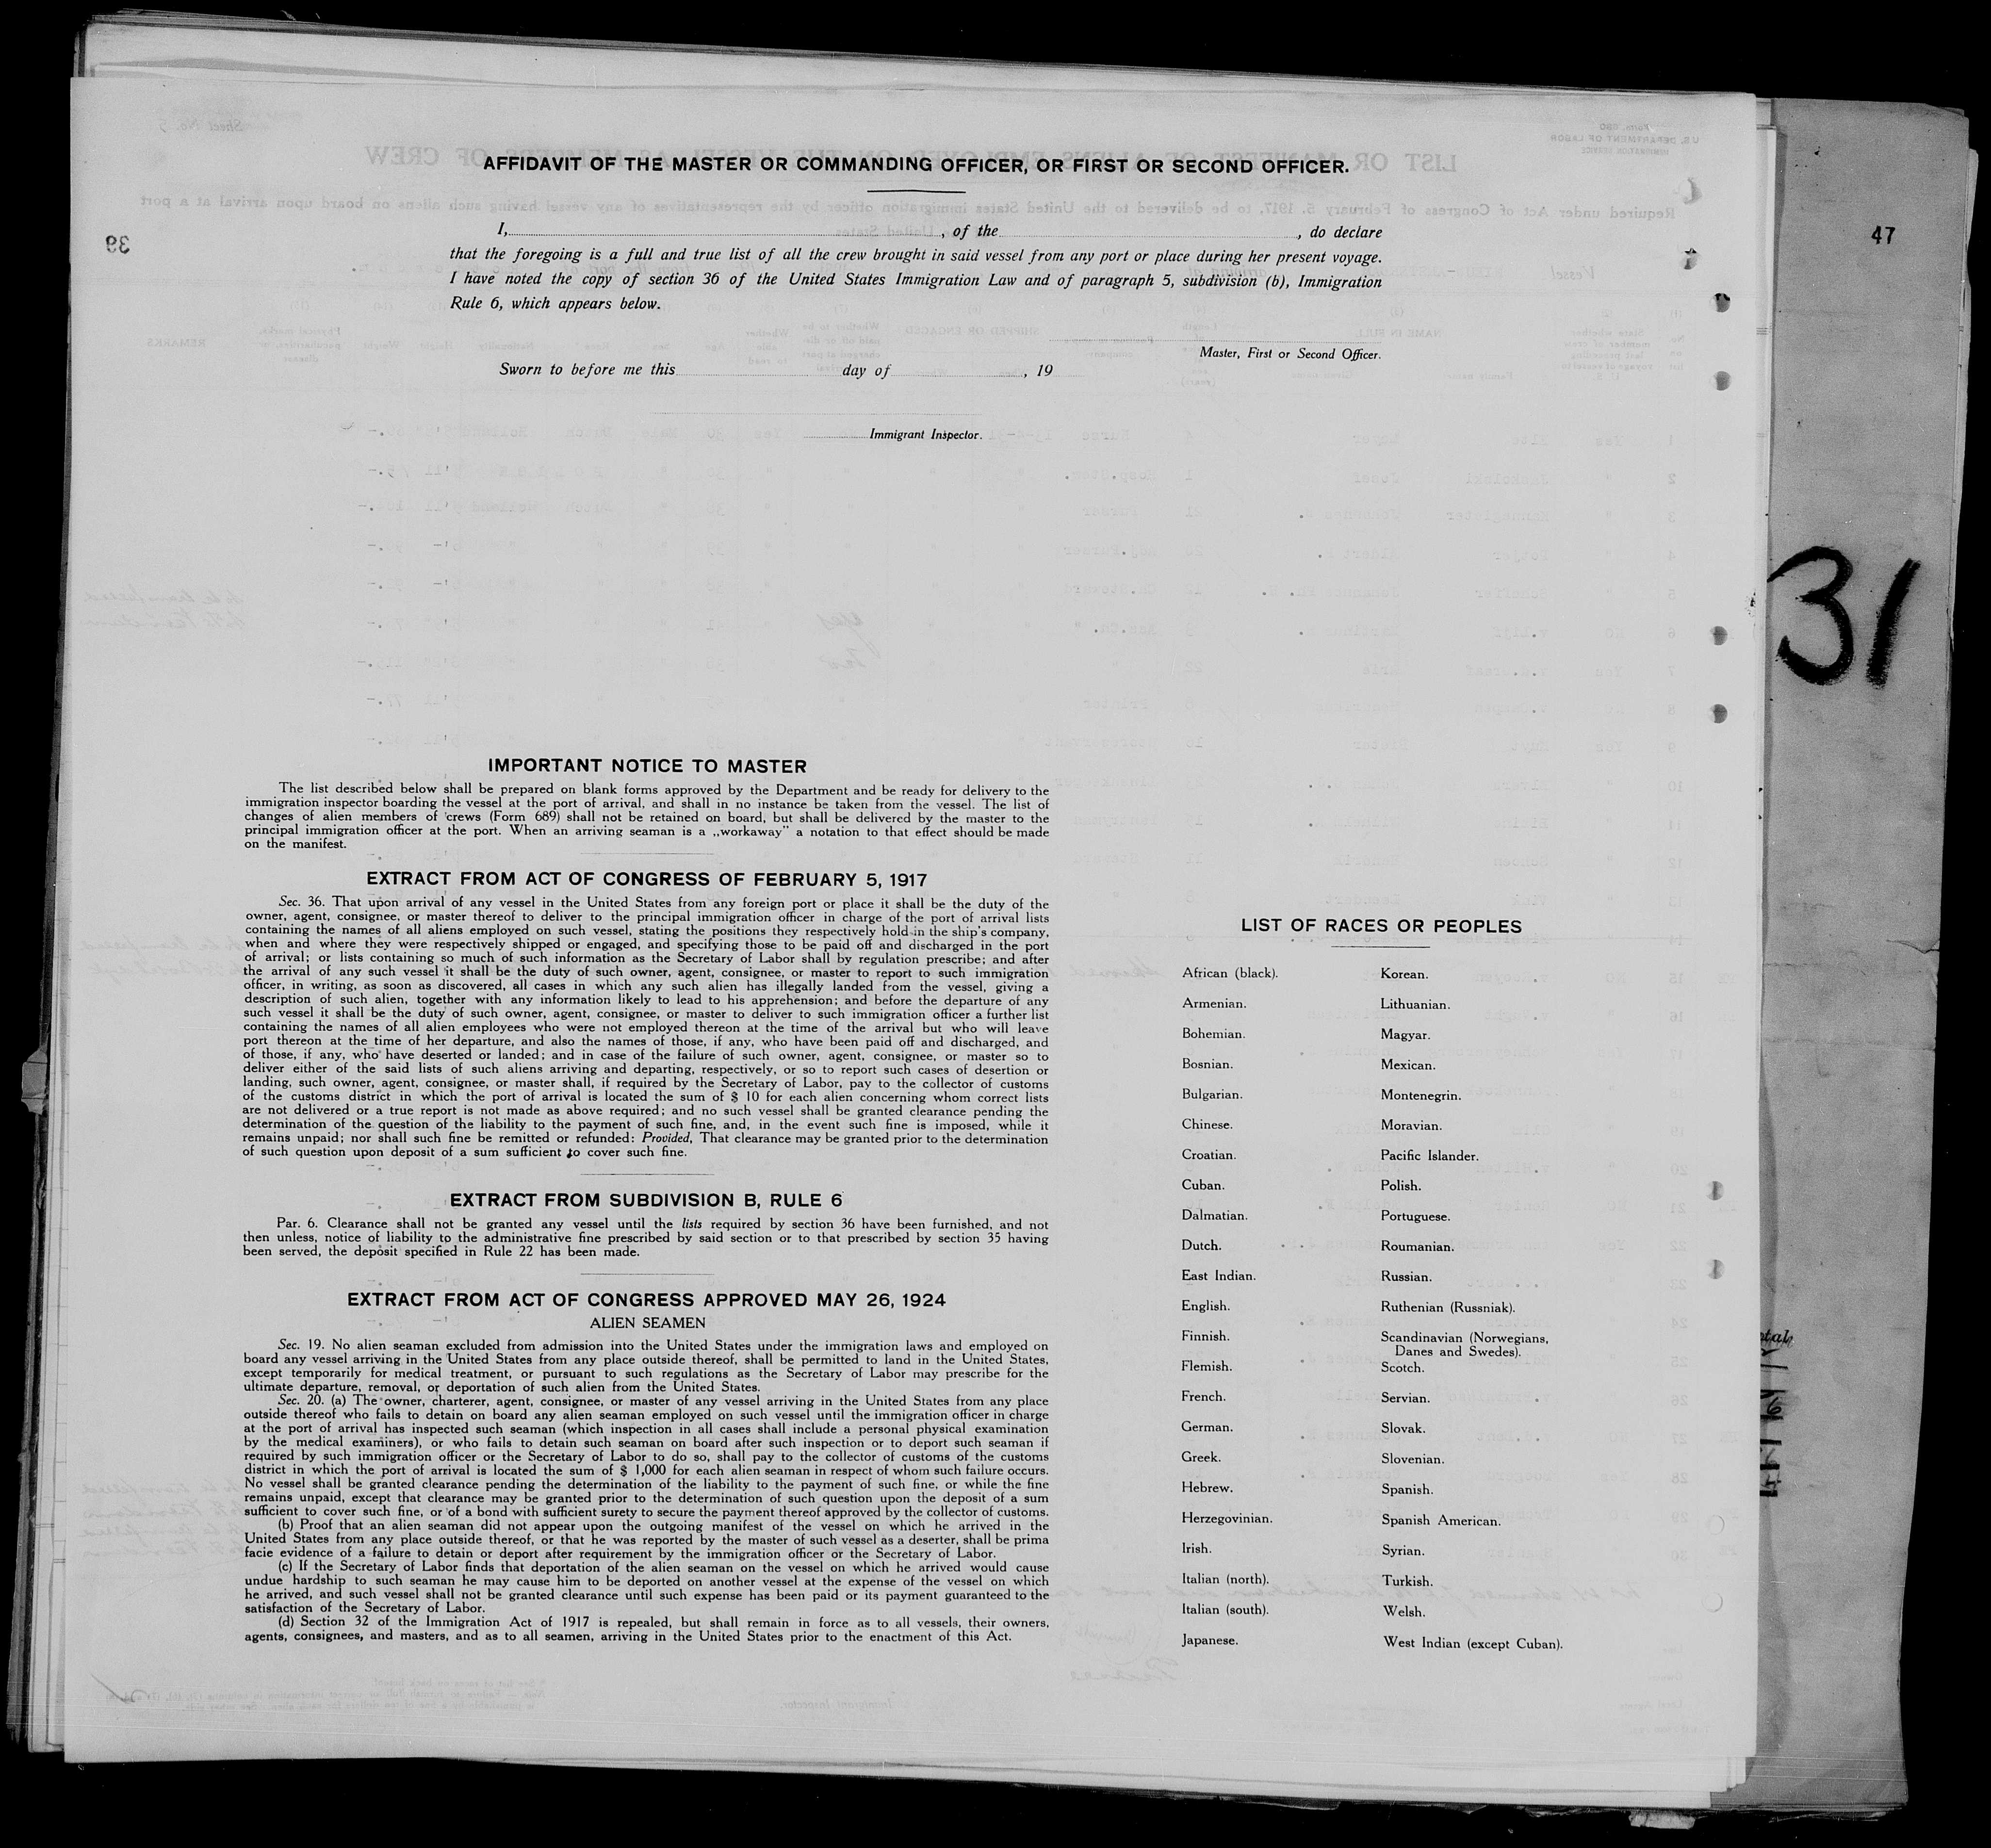 AFFIDAVIT OF THE MASTER OR COMMANDING OFFICER, OR FIRST OR SECOND OFFICER.
I, , of the , do declare
that the foregoing is a full and true list of all the crew brought in said vessel from any port or place during her present voyage.
I have noted the copy of section 36 of the United States Immigration Law and of paragraph 5, subdivision (b), Immigration
Rule 6, which appears below.
Master, First or Second Officer.
Sworn to before me this day of , 19
Immigrant Inspector.
39
47
31
IMPORTANT NOTICE TO MASTER
The list described below shall be prepared on blank forms approved by the Department and be ready for delivery to the
immigration inspector boarding the vessel at the port of arrival, and shall in no instance be taken from the vessel. The list of
changes of alien members of crews (Form 689) shall not be retained on board, but shall be delivered by the master to the
principal immigration officer at the port. When an arriving seaman is a „workaway" a notation to that effect should be made
on the manifest.
EXTRACT FROM ACT OF CONGRESS OF FEBRUARY 5, 1917
Sec. 36. That upon arrival of any vessel in the United States from any foreign port or place it shall be the duty of the
owner, agent, consignee, or master thereof to deliver to the principal immigration officer in charge of the port of arrival lists
containing the names of all aliens employed on such vessel, stating the positions they respectively hold in the ship's company,
when and where they were respectively shipped or engaged, and specifying those to be paid off and discharged in the port
of arrival; or lists containing so much of such information as the Secretary of Labor shall by regulation prescribe; and after
the arrival of any such vessel it shall be the duty of such owner, agent, consignee, or master to report to such immigration
officer, in writing, as soon as discovered, all cases in which any such alien has illegally landed from the vessel, giving a
description of such alien, together with any information likely to lead to his apprehension; and before the departure of any
such vessel it shall be the duty of such owner, agent, consignee, or master to deliver to such immigration officer a further list
containing the names of all alien employees who were not employed thereon at the time of the arrival but who will leave
port thereon at the time of her departure, and also the names of those, if any, who have been paid off and discharged, and
of those, if any, who have deserted or landed; and in case of the failure of such owner, agent, consignee, or master so to
deliver either of the said lists of such aliens arriving and departing, respectively, or so to report such cases of desertion or
landing, such owner, agent, consignee, or master shall, if required by the Secretary of Labor, pay to the collector of customs
of the customs district in which the port of arrival is located the sum of $ 10 for each alien concerning whom correct lists
are not delivered or a true report is not made as above required; and no such vessel shall be granted clearance pending the
determination of the question of the liability to the payment of such fine, and, in the event such fine is imposed, while it
remains unpaid; nor shall such fine be remitted or refunded: Provided, That clearance may be granted prior to the determination
of such question upon deposit of a sum sufficient to cover such fine.
EXTRACT FROM SUBDIVISION B, RULE 6
Par. 6. Clearance shall not be granted any vessel until the lists required by section 36 have been furnished, and not
then unless, notice of liability to the administrative fine prescribed by said section or to that prescribed by section 35 having
been served, the deposit specified in Rule 22 has been made.
EXTRACT FROM ACT OF CONGRESS APPROVED MAY 26, 1924
ALIEN SEAMEN
Sec. 19. No alien seaman excluded from admission into the United States under the immigration laws and employed on
board any vessel arriving in the United States from any place outside thereof, shall be permitted to land in the United States,
except temporarily for medical treatment, or pursuant to such regulations as the Secretary of Labor may prescribe for the
ultimate departure, removal, or deportation of such alien from the United States.
Sec. 20. (a) The owner, charterer, agent, consignee, or master of any vessel arriving in the United States from any place
outside thereof who fails to detain on board any alien seaman employed on such vessel until the immigration officer in charge
at the port of arrival has inspected such seaman (which inspection in all cases shall include a personal physical examination
by the medical examiners), or who fails to detain such seaman on board after such inspection or to deport such seaman if
required by such immigration officer or the Secretary of Labor to do so, shall pay to the collector of customs of the customs
district in which the port of arrival is located the sum of $ 1,000 for each alien seaman in respect of whom such failure occurs.
No vessel shall be granted clearance pending the determination of the liability to the payment of such fine, or while the fine
remains unpaid, except that clearance may be granted prior to the determination of such question upon the deposit of a sum
sufficient to cover such fine, or of a bond with sufficient surety to secure the payment thereof approved by the collector of customs.
(b) Proof that an alien seaman did not appear upon the outgoing manifest of the vessel on which he arrived in the
United States from any place outside thereof, or that he was reported by the master of such vessel as a deserter, shall be prima
facie evidence of a failure to detain or deport after requirement by the immigration officer or the Secretary of Labor.
(c) If the Secretary of Labor finds that deportation of the alien seaman on the vessel on which he arrived would cause
undue hardship to such seaman he may cause him to be deported on another vessel at the expense of the vessel on which
he arrived, and such vessel shall not be granted clearance until such expense has been paid or its payment guaranteed to the
satisfaction of the Secretary of Labor.
(d) Section 32 of the Immigration Act of 1917 is repealed, but shall remain in force as to all vessels, their owners,
agents, consignees, and masters, and as to all seamen, arriving in the United States prior to the enactment of this Act.
LIST OF RACES OR PEOPLES
African (black).
Armenian.
Bohemian.
Bosnian.
Bulgarian.
Chinese.
Croatian.
Cuban.
Dalmatian.
Dutch.
East Indian.
English.
Finnish.
Flemish.
French.
German.
Greek.
Hebrew.
Herzegovinian.
Irish.
Italian (north).
Italian (south).
Japanese.
Korean.
Lithuanian.
Magyar.
Mexican.
Montenegrin.
Moravian.
Pacific Islander.
Polish.
Portuguese.
Roumanian.
Russian.
Ruthenian (Russniak).
Scandinavian (Norwegians,
Danes and Swedes).
Scotch.
Servian.
Slovak.
Slovenian.
Spanish.
Spanish American.
Syrian.
Turkish.
Welsh.
West Indian (except Cuban).